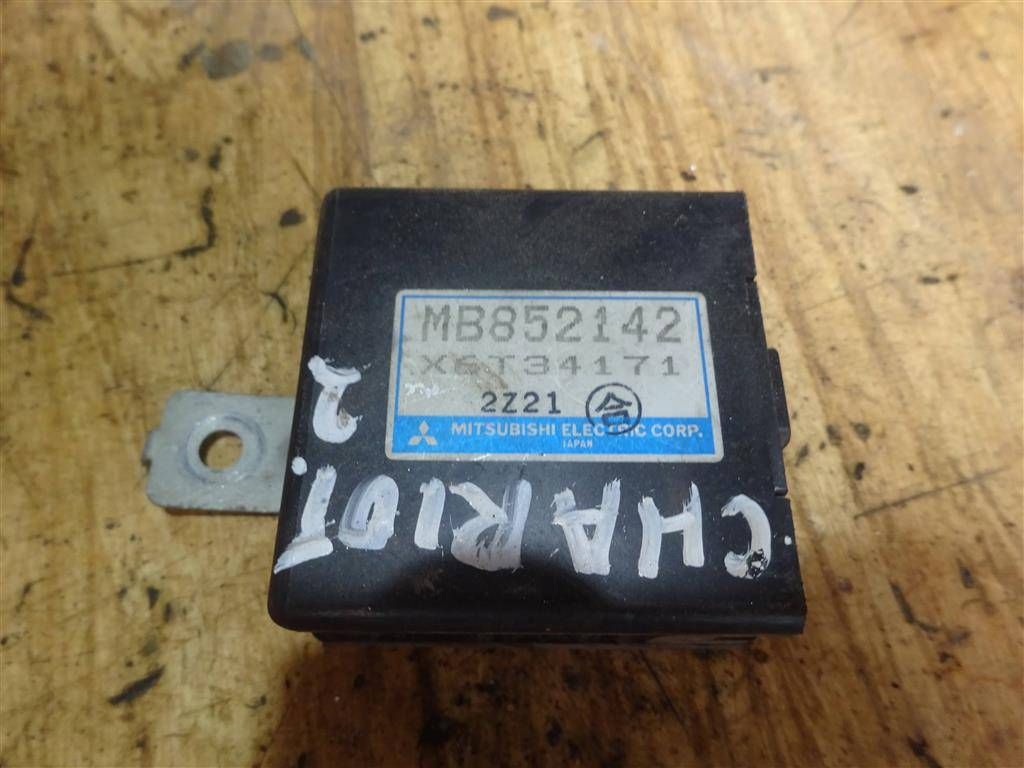 MB852142
X6T34171
2Z21 合
MITSUBISHI ELECTRIC CORP.
JAPAN
CHARIOT
2